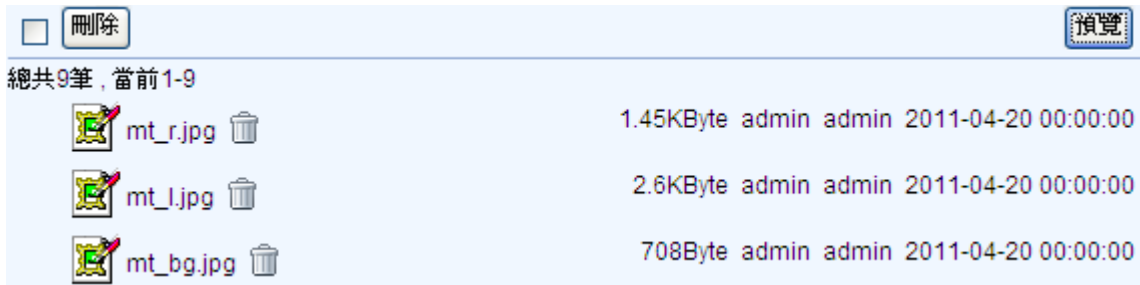 刪除 預覽
總共9筆 , 當前1-9
mt_r.jpg 1.45KByte admin admin 2011-04-20 00:00:00
mt_l.jpg 2.6KByte admin admin 2011-04-20 00:00:00
mt_bg.jpg 708Byte admin admin 2011-04-20 00:00:00